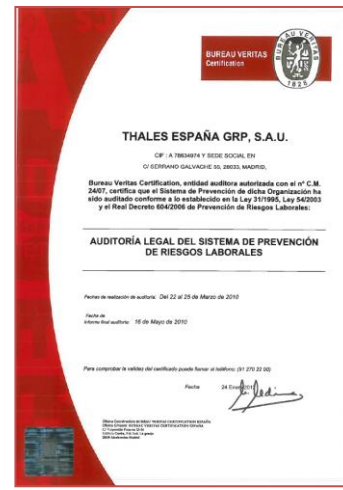 BUREAU VERITAS
Certification
BUREAU VERITAS
1828
THALES ESPAÑA GRP, S.A.U.
CIF : A 78634974 Y SEDE SOCIAL EN
C/ SERRANO GALVACHE 56, 28033, MADRID,
Bureau Veritas Certification, entidad auditora autorizada con el nº C.M.
24/07, certifica que el Sistema de Prevención de dicha Organización ha
sido auditado conforme a lo establecido en la Ley 31/1995, Ley 54/2003
y el Real Decreto 604/2006 de Prevención de Riesgos Laborales:
AUDITORÍA LEGAL DEL SISTEMA DE PREVENCIÓN
DE RIESGOS LABORALES
Fechas de realización de auditoría: Del 22 al 25 de Marzo de 2010
Fecha de
Informe final auditoría: 16 de Mayo de 2010
Para comprobar la validez del certificado puede llamar al teléfono: (91 270 22 00)
Fecha
24 Enero